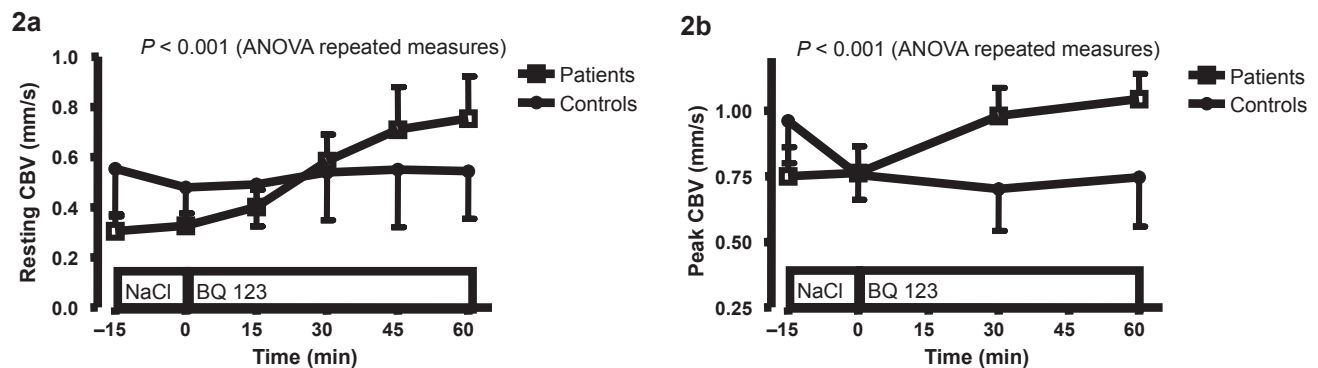 2a
P < 0.001 (ANOVA repeated measures)
Resting CBV (mm/s)
1.0
0.8
0.6
0.4
0.2
0.0
Patients
Controls
NaCl
BQ 123
–15
0
15
30
45
60
Time (min)
2b
P < 0.001 (ANOVA repeated measures)
Peak CBV (mm/s)
1.00
0.75
0.50
0.25
Patients
Controls
NaCl
BQ 123
–15
0
15
30
45
60
Time (min)